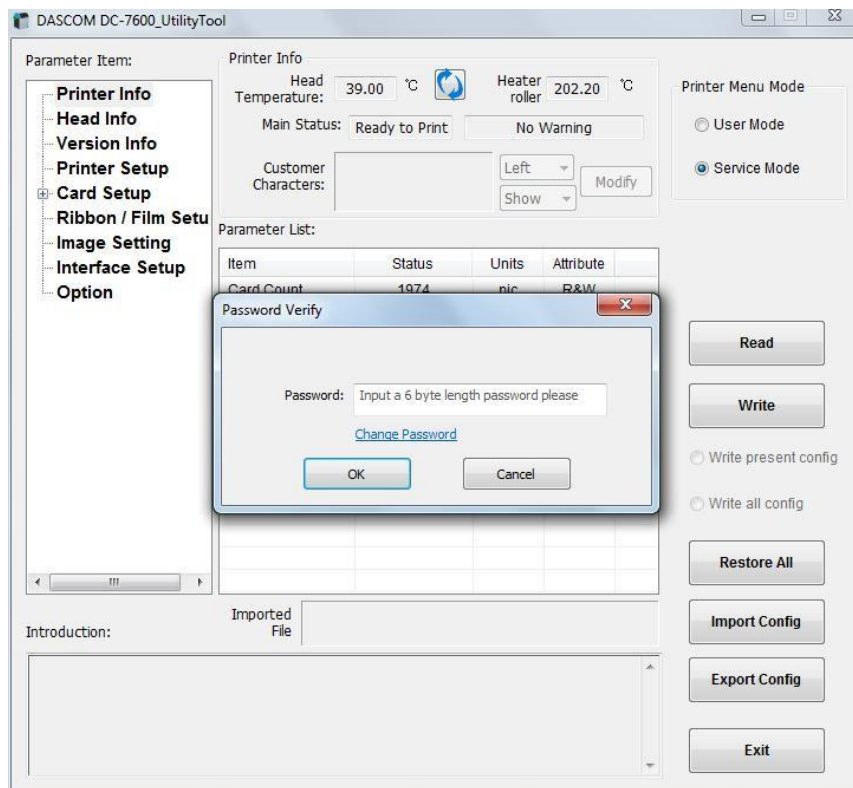 DASCOM DC-7600_UtilityTool
Parameter Item:
Printer Info
Head Info
Version Info
Printer Setup
Card Setup
Ribbon / Film Setu
Image Setting
Interface Setup
Option
Printer Info
Head Temperature: 39.00 °C
Heater roller 202.20 °C
Main Status: Ready to Print No Warning
Customer Characters:
Left
Show
Modify
Printer Menu Mode
User Mode
Service Mode
Parameter List:
Item Status Units Attribute
Card Count 1974 pic R&W
Password Verify
Password: Input a 6 byte length password please
Change Password
OK Cancel
Read
Write
Write present config
Write all config
Restore All
Import Config
Export Config
Exit
Imported File
Introduction: